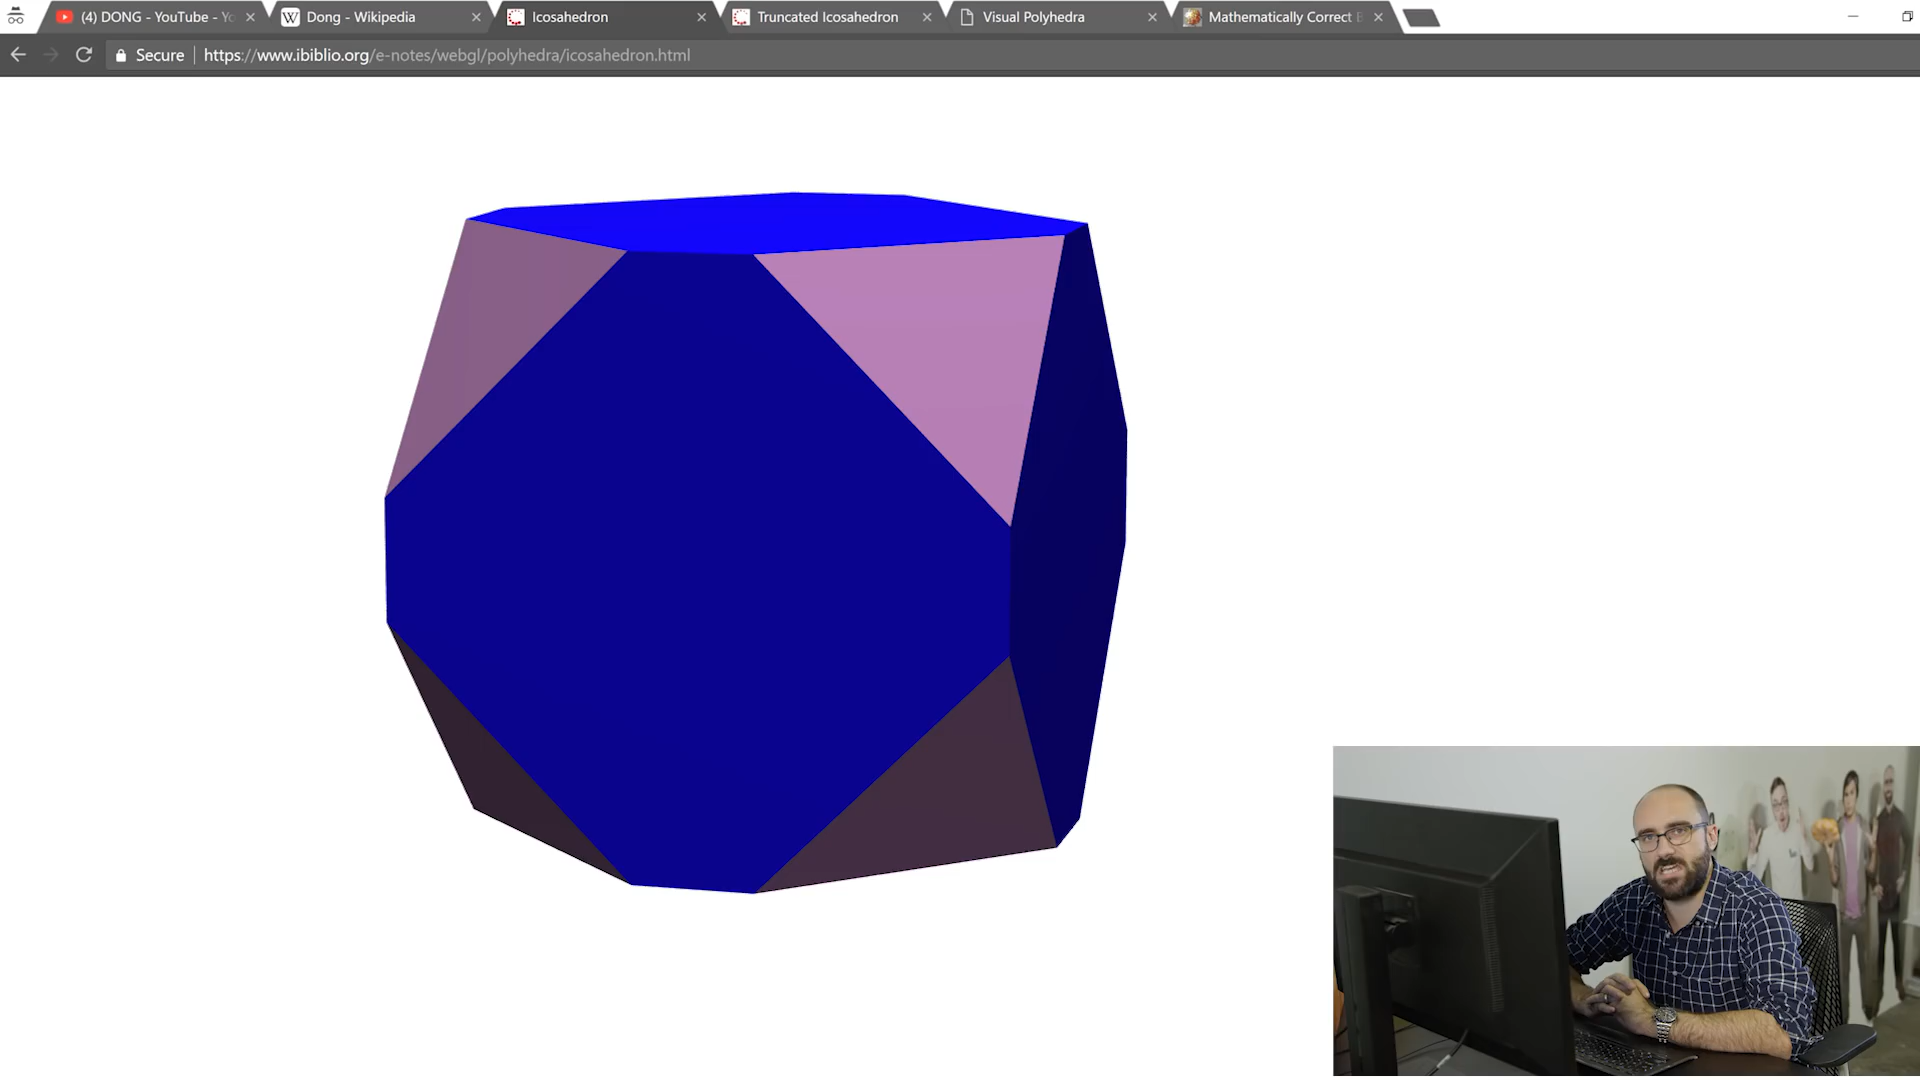 (4) DONG - YouTube - Yo
Dong - Wikipedia
Icosahedron
Truncated Icosahedron
Visual Polyhedra
Mathematically Correct
Secure
https://www.ibiblio.org/e-notes/webgl/polyhedra/icosahedron.html